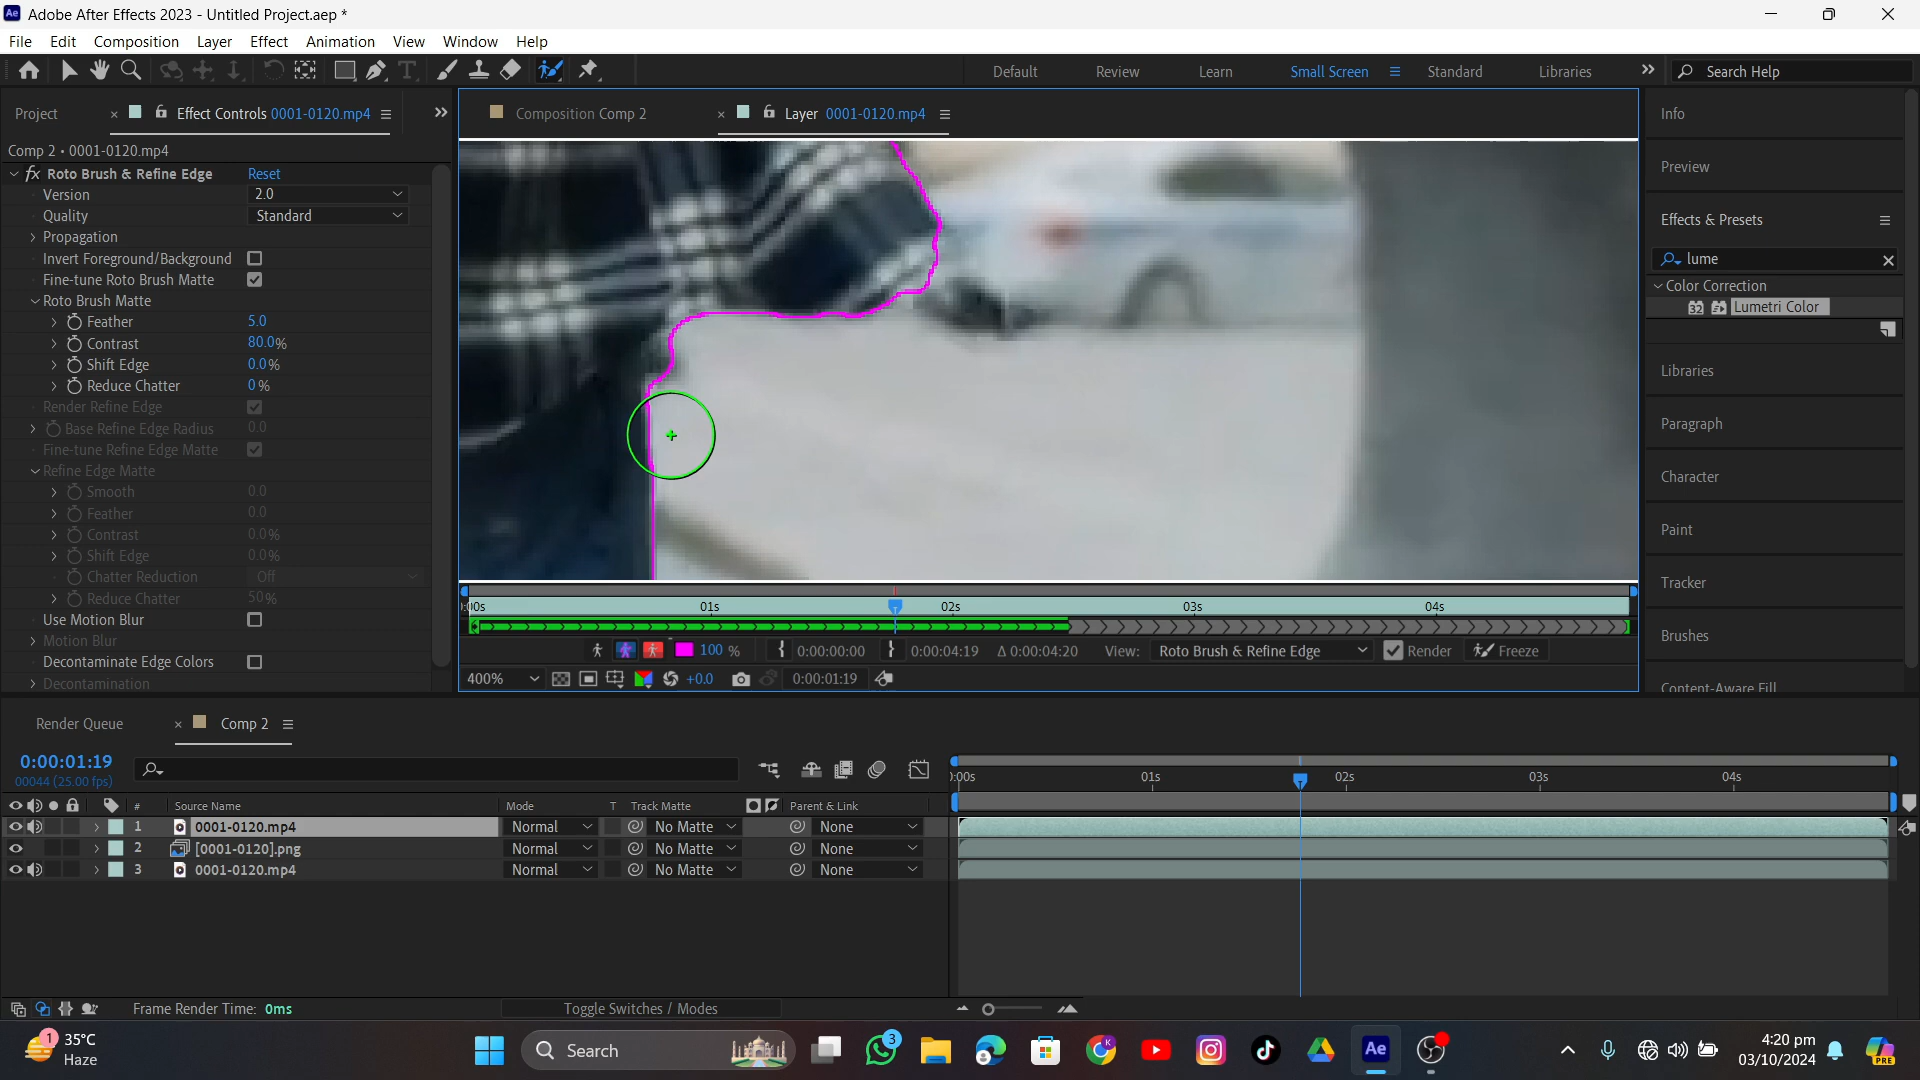 Ae Adobe After Effects 2023 - Untitled Project.aep *
File Edit Composition Layer Effect Animation View Window Help
Default Review Learn Small Screen Standard Libraries Search Help
Project Effect Controls 0001-0120.mp4 Composition Comp 2 Layer 0001-0120.mp4 Info
Comp 2 • 0001-0120.mp4
fx Roto Brush & Refine Edge Reset
Preview
Version 2.0
Quality Standard
Effects & Presets
Propagation
Invert Foreground/Background
lume
Fine-tune Roto Brush Matte
Color Correction
Roto Brush Matte
32 Lumetri Color
Feather 5.0
Contrast 80.0%
Shift Edge 0.0%
Libraries
Reduce Chatter 0%
Render Refine Edge
Base Refine Edge Radius 0.0
Paragraph
Fine-tune Refine Edge Matte
Refine Edge Matte
Character
Smooth 0.0
Feather 0.0
Paint
Contrast 0.0%
Shift Edge 0.0%
Chatter Reduction Off
Tracker
Reduce Chatter 50%
:00s 01s 02s 03s 04s
Use Motion Blur
Brushes
Motion Blur
100 % 0:00:00:00 0:00:04:19 Δ 0:00:04:20 View: Roto Brush & Refine Edge Render Freeze
Decontaminate Edge Colors
400% +0.0 0:00:01:19
Decontamination
Content-Aware Fill
Render Queue Comp 2
0:00:01:19
00044 (25.00 fps)
:00s 01s 02s 03s 04s
# Source Name Mode T Track Matte Parent & Link
1 0001-0120.mp4 Normal No Matte None
2 [0001-0120].png Normal No Matte None
3 0001-0120.mp4 Normal No Matte None
Frame Render Time: 0ms Toggle Switches / Modes
1 35°C
Haze
Search
3
K
Ae
PRE
4:20 pm
03/10/2024